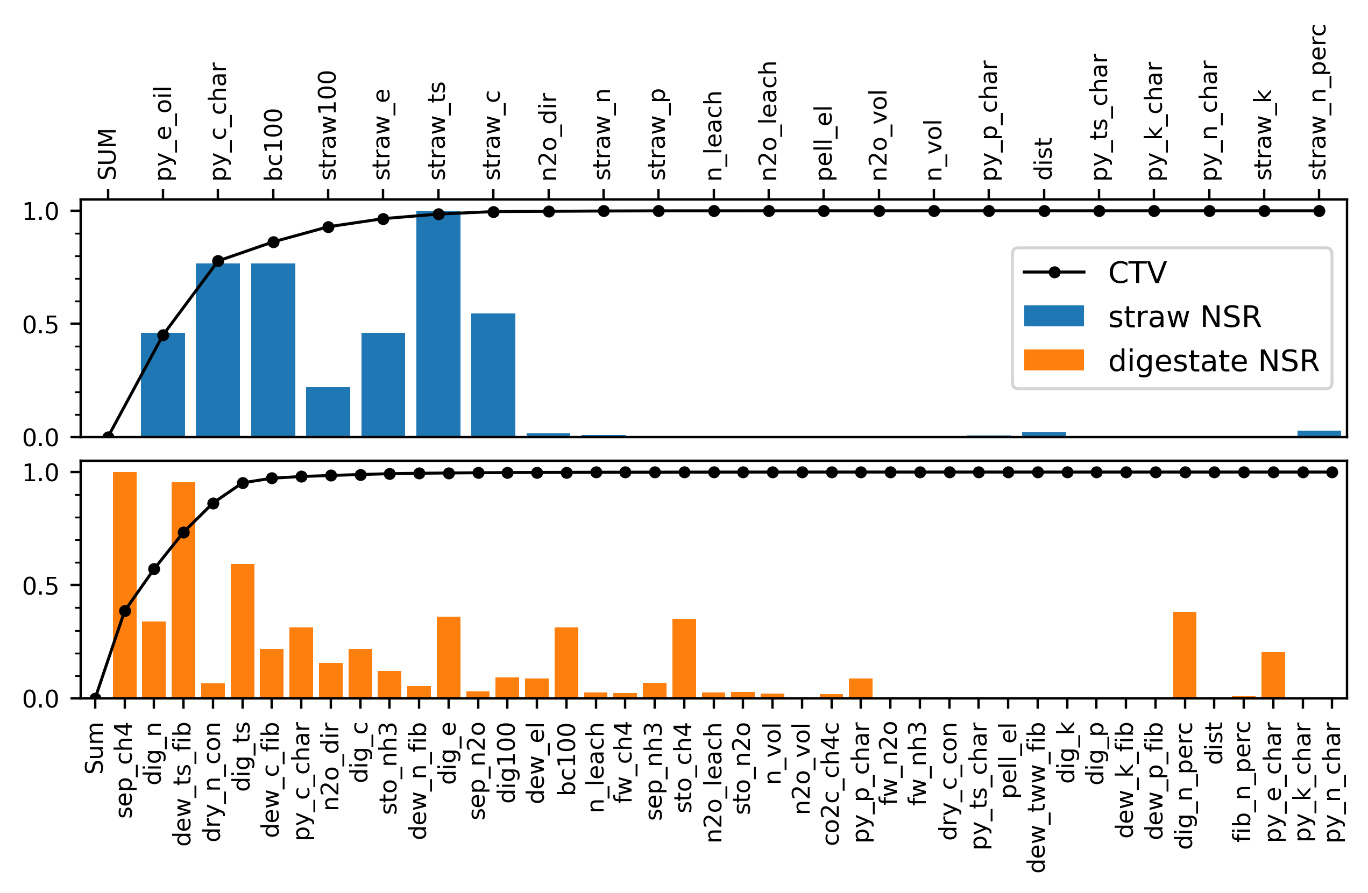 SUM
py_e_oil
py_c_char
bc100
straw100
straw_e
straw_ts
straw_c
n2o_dir
straw_n
straw_p
n_leach
n2o_leach
pell_el
n2o_vol
n_vol
py_p_char
dist
py_ts_char
py_k_char
py_n_char
straw_k
straw_n_perc
1.0
0.5
0.0
CTV
straw NSR
digestate NSR
1.0
0.5
0.0
Sum
sep_ch4
dig_n
dew_ts_fib
dry_n_con
dig_ts
dew_c_fib
py_c_char
n2o_dir
dig_c
sto_nh3
dew_n_fib
dig_e
sep_n2o
dig100
dew_el
bc100
n_leach
fw_ch4
sep_nh3
sto_ch4
n2o_leach
sto_n2o
n_vol
n2o_vol
co2c_ch4c
py_p_char
fw_n2o
fw_nh3
dry_c_con
py_ts_char
pell_el
dew_tww_fib
dig_k
dig_p
dew_k_fib
dew_p_fib
dig_n_perc
dist
fib_n_perc
py_e_char
py_k_char
py_n_char